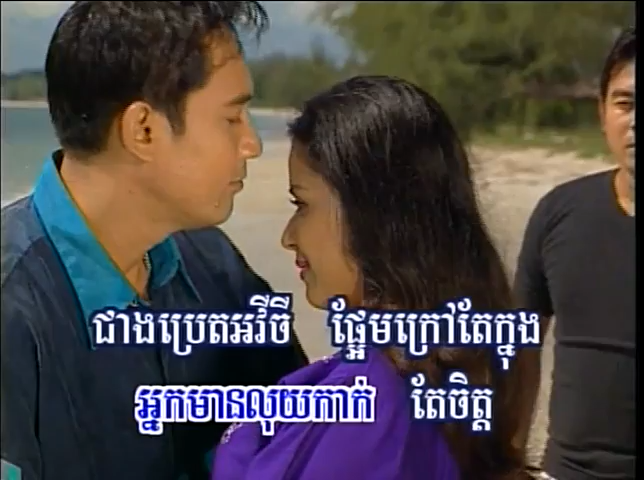 ជាងប្រេតអវីចី ផ្អែមក្រៅតែក្នុង
អ្នកមានលុយកាក់ តែចិត្ត